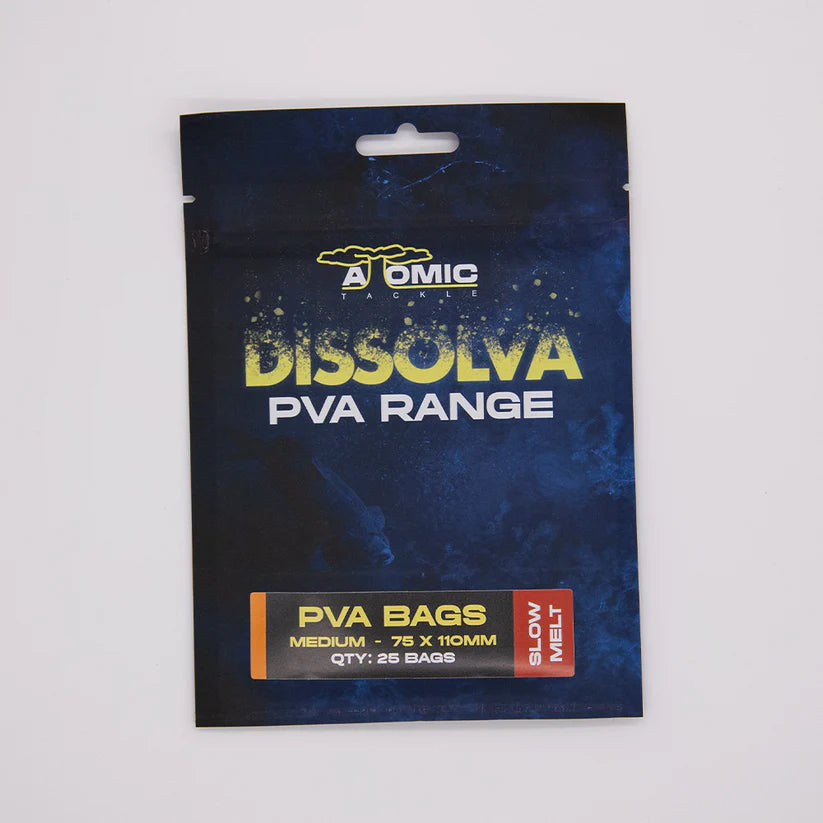 ATOMIC
TACKLE
DISSOLVA
PVA RANGE
PVA BAGS
MEDIUM - 75 X 110MM
QTY: 25 BAGS
SLOW
MELT